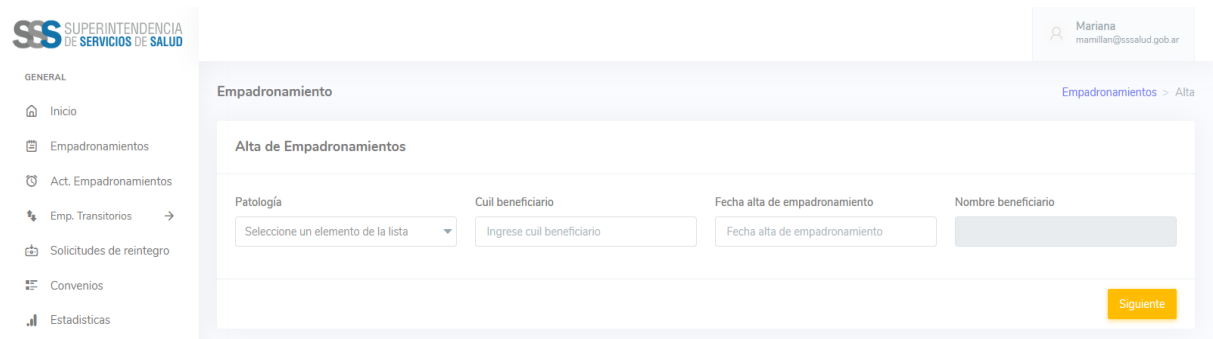 SSS SUPERINTENDENCIA
DE SERVICIOS DE SALUD
Mariana
mamillan@sssalud.gob.ar
GENERAL
Inicio
Empadronamientos
Act. Empadronamientos
Emp. Transitorios
Solicitudes de reintegro
Convenios
Estadisticas
Empadronamiento
Empadronamientos > Alta
Alta de Empadronamientos
Patología
Seleccione un elemento de la lista
Cuil beneficiario
Ingrese cuil beneficiario
Fecha alta de empadronamiento
Fecha alta de empadronamiento
Nombre beneficiario
Siguiente